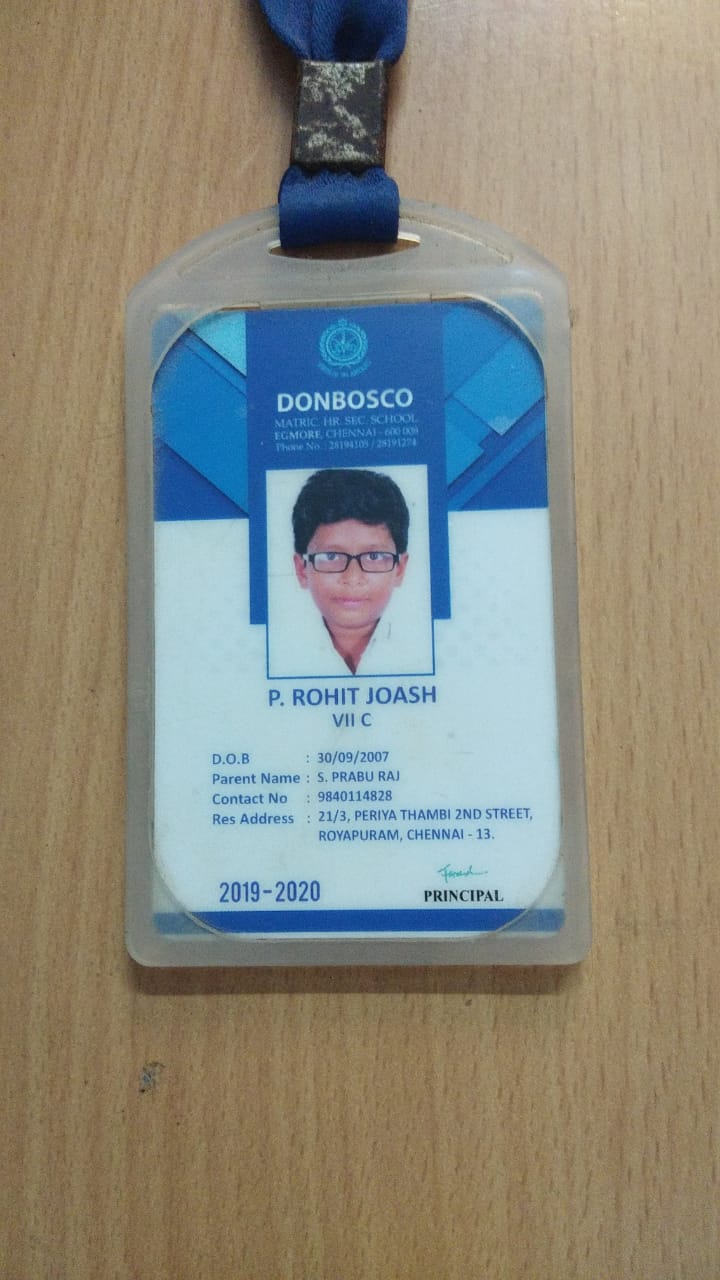 DONBOSCO
MATRIC. HR. SEC. SCHOOL
EGMORE, CHENNAI - 600 008
Phone No. : 28194105 / 28191274
P. ROHIT JOASH
VII C
D.O.B : 30/09/2007
Parent Name : S. PRABU RAJ
Contact No : 9840114828
Res Address : 21/3, PERIYA THAMBI 2ND STREET,
ROYAPURAM, CHENNAI - 13.
2019-2020
PRINCIPAL